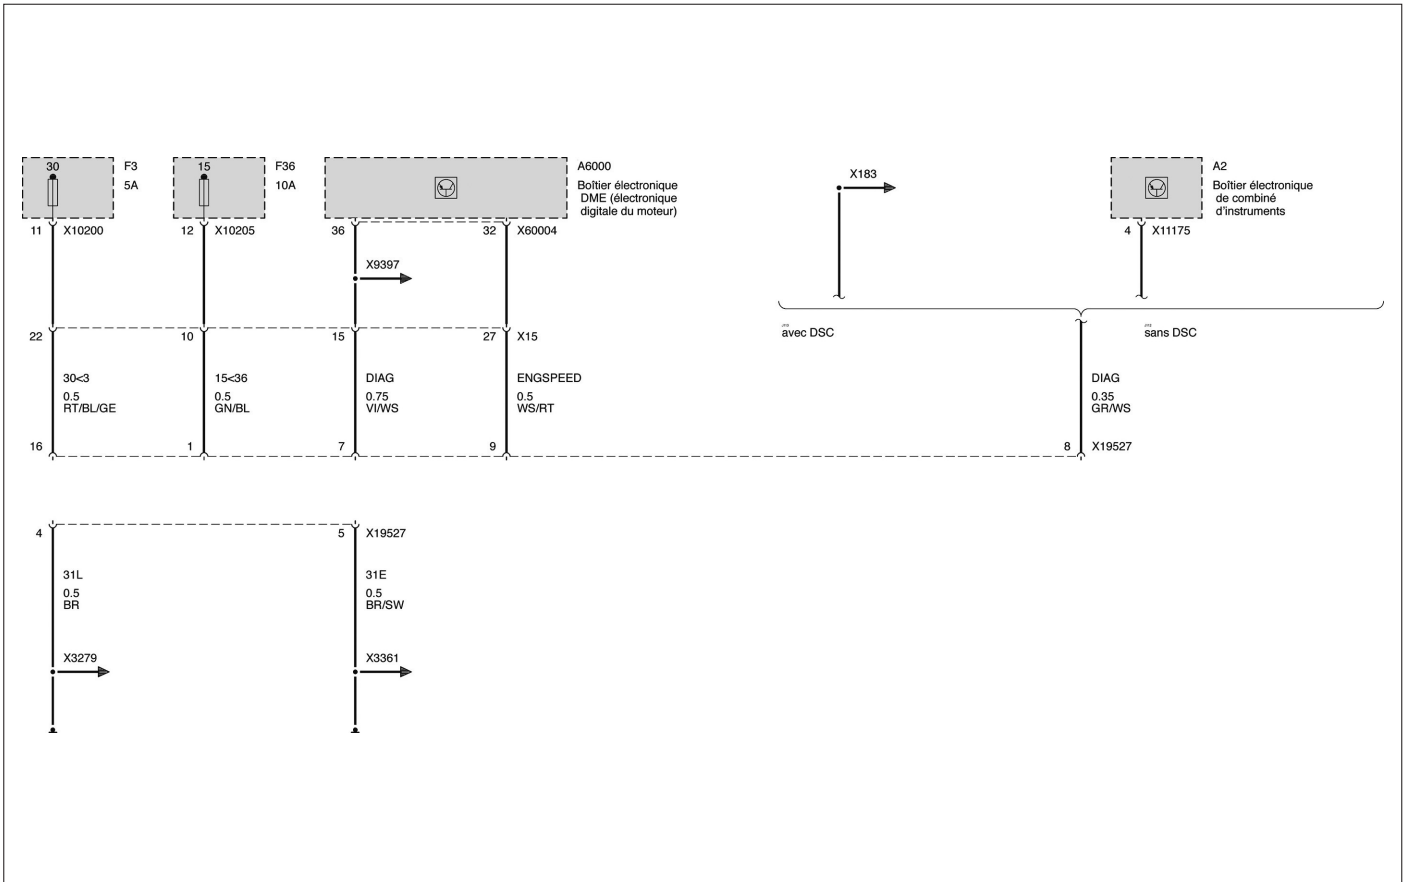 30
F3
5A
15
F36
10A
A6000
Boîtier électronique
DME (électronique
digitale du moteur)
X183
A2
Boîtier électronique
de combiné
d'instruments
11 X10200
12 X10205
36
32 X60004
4 X11175
X9397
22
10
15
27 X15
avec DSC
sans DSC
30<3
0.5
RT/BL/GE
15<36
0.5
GN/BL
DIAG
0.75
VI/WS
ENGSPEED
0.5
WS/RT
DIAG
0.35
GR/WS
16
1
7
9
8 X19527
4
5 X19527
31L
0.5
BR
31E
0.5
BR/SW
X3279
X3361